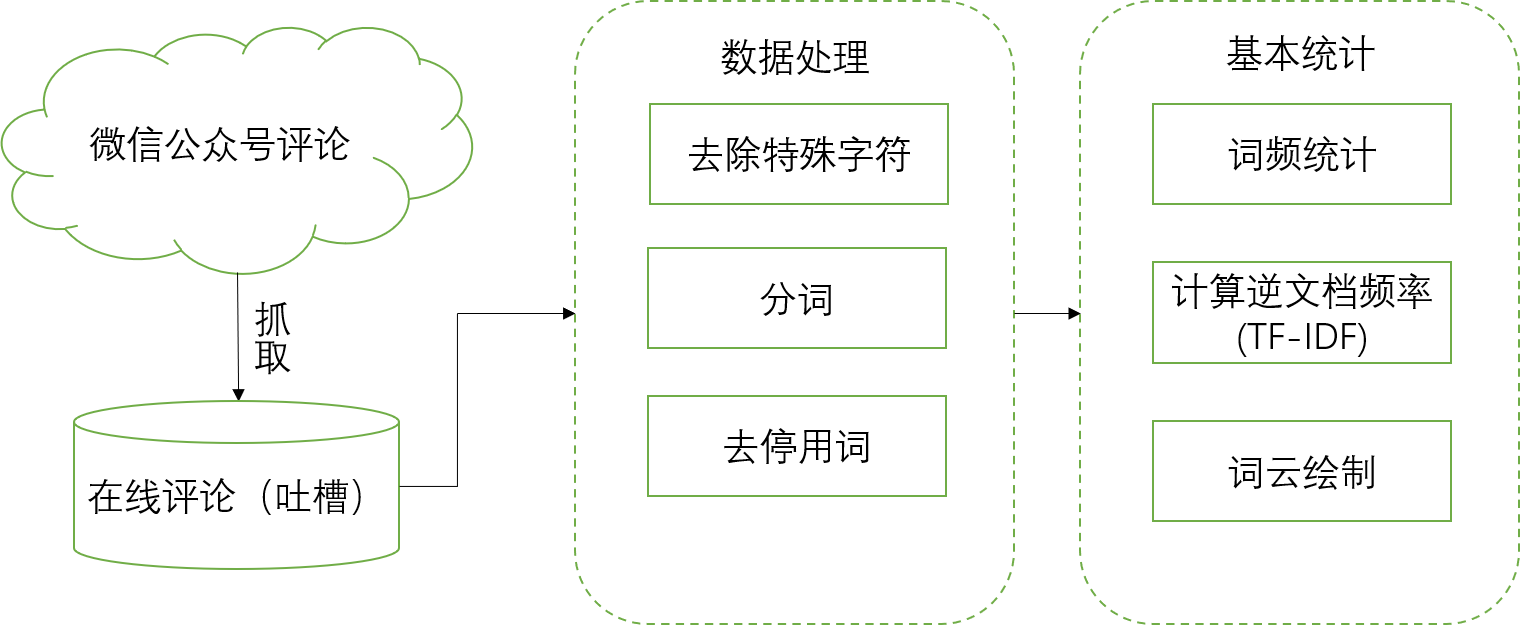 微信公众号评论
抓
取
在线评论（吐槽）
数据处理
去除特殊字符
分词
去停用词
基本统计
词频统计
计算逆文档频率
(TF-IDF)
词云绘制